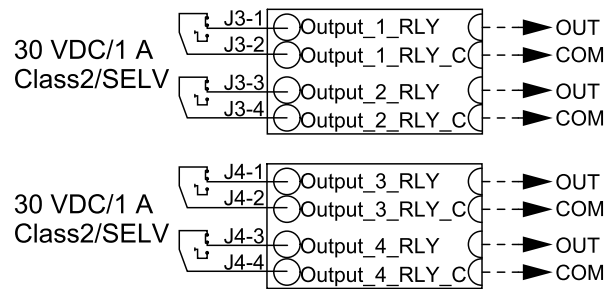 J3-1 Output_1_RLY OUT
J3-2 Output_1_RLY_C COM
30 VDC/1 A
Class2/SELV
J3-3 Output_2_RLY OUT
J3-4 Output_2_RLY_C COM
J4-1 Output_3_RLY OUT
J4-2 Output_3_RLY_C COM
30 VDC/1 A
Class2/SELV
J4-3 Output_4_RLY OUT
J4-4 Output_4_RLY_C COM